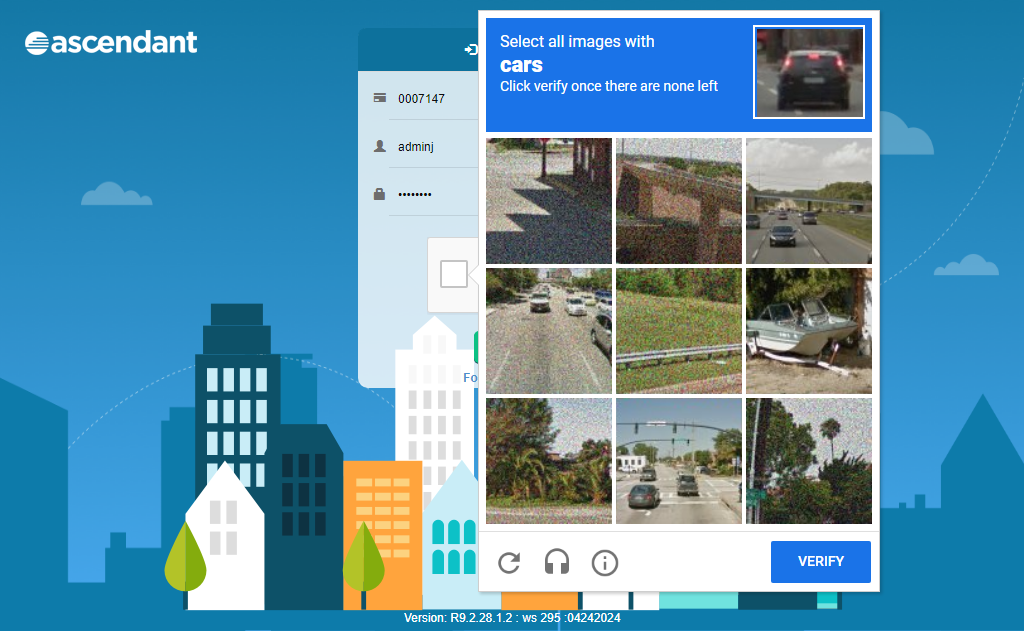 ascendant
0007147
adminj
••••••••
Fo
Select all images with
cars
Click verify once there are none left
VERIFY
Version: R9.2.28.1.2 : ws 295 :04242024